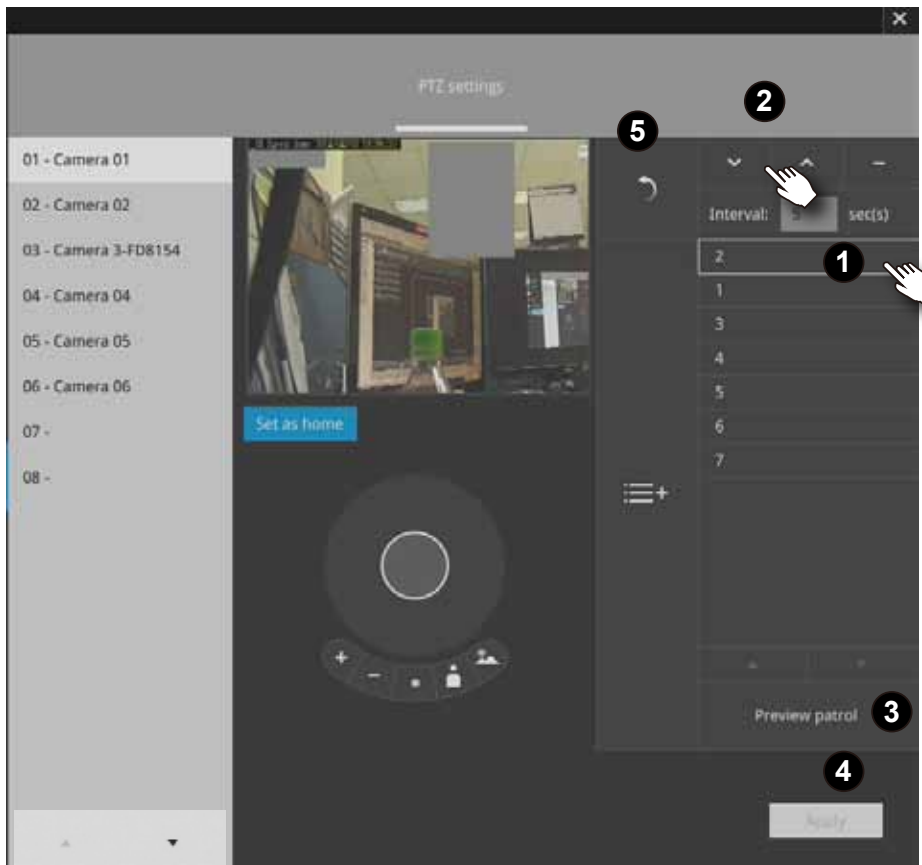 PTZ settings
2
5
01 - Camera 01
02 - Camera 02
03 - Camera 3-FD8154
04 - Camera 04
05 - Camera 05
06 - Camera 06
07 -
08 -
Set as home
Interval: 5 sec(s)
1
2
1
3
4
5
6
7
Preview patrol
3
4
Apply